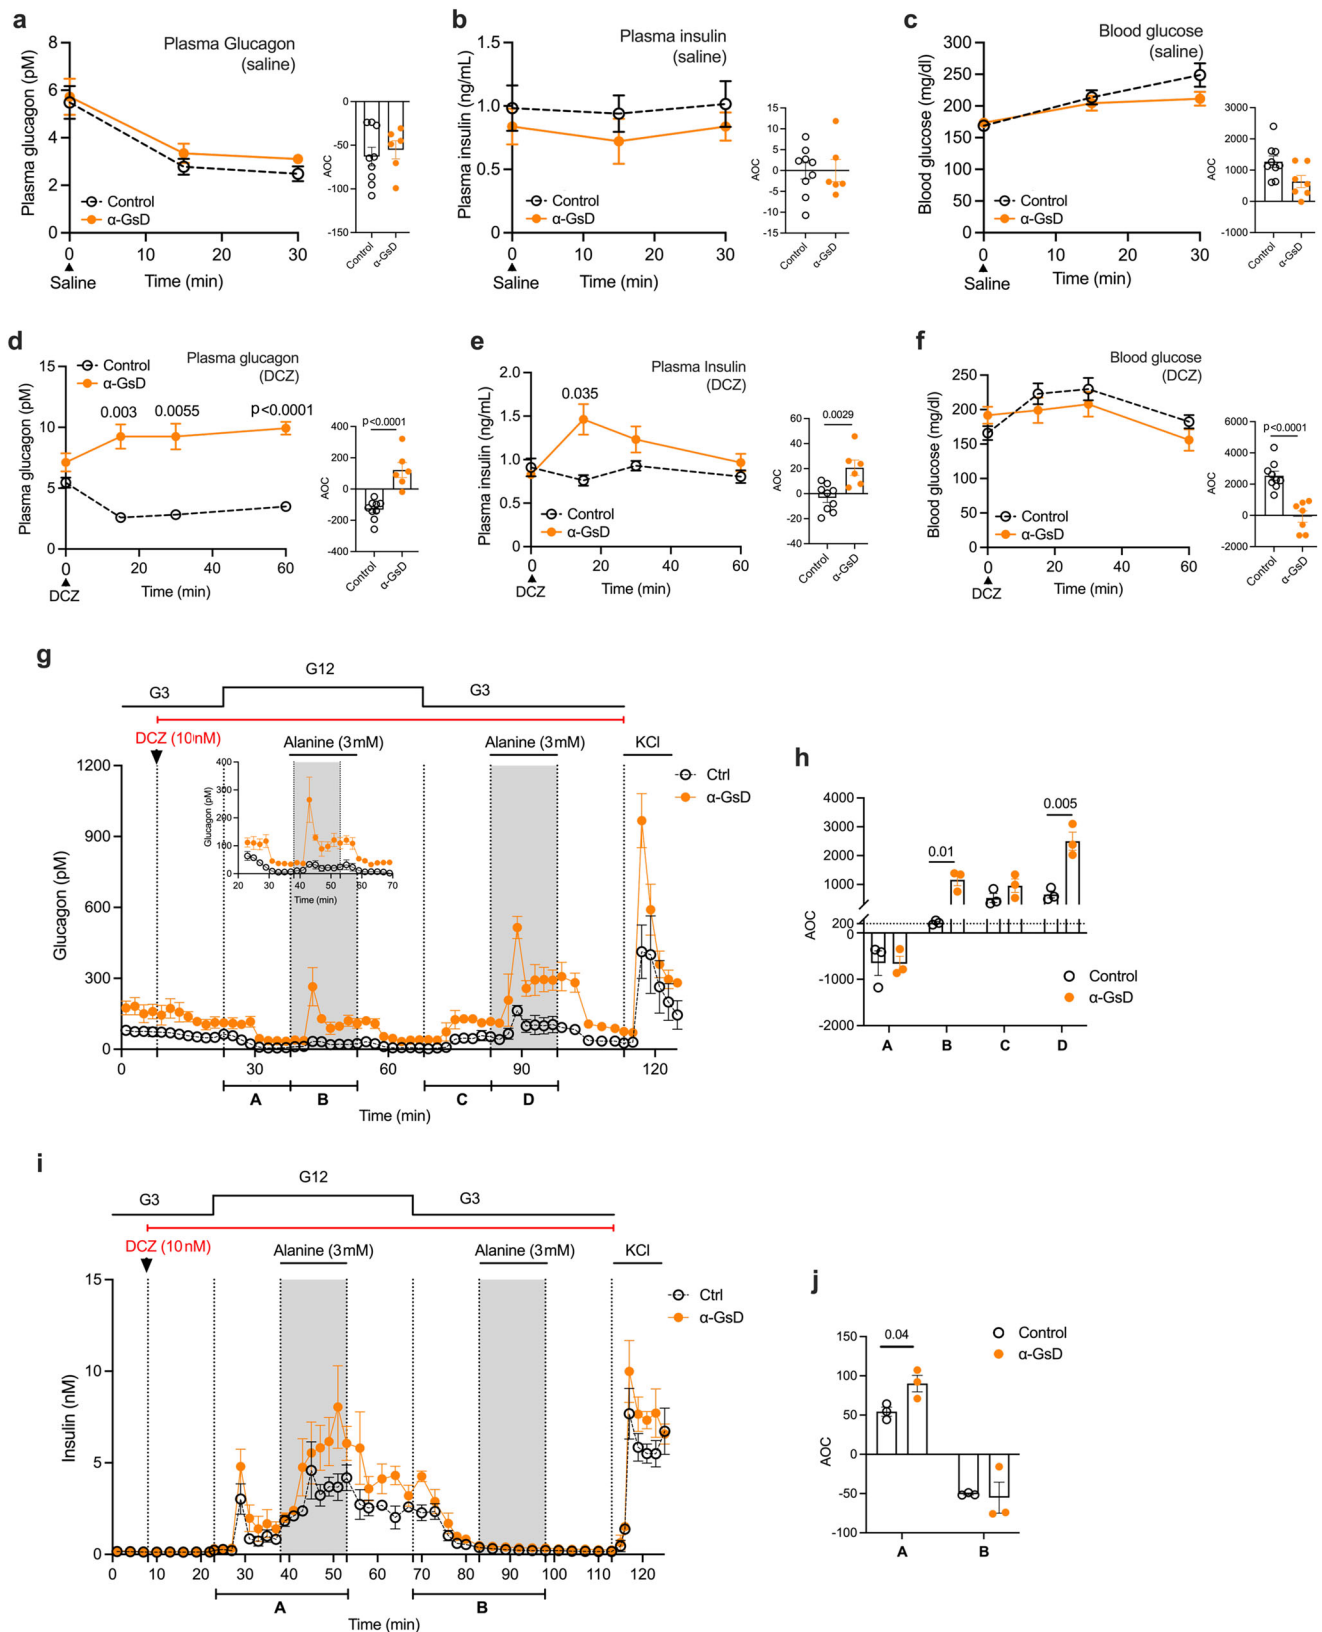 a
Plasma Glucagon
(saline)
Plasma glucagon (pM)
8
6
4
2
0
Control
α-GsD
0 10 20 30
Saline
Time (min)
AOC
0
-50
-100
-150
Control α-GsD
b
Plasma insulin
(saline)
Plasma insulin (ng/mL)
1.5
1.0
0.5
0
Control
α-GsD
0 10 20 30
Saline
Time (min)
AOC
15
10
5
0
-5
-10
-15
Control α-GsD
c
Blood glucose
(saline)
Blood glucose (mg/dl)
300
250
200
150
100
50
0
Control
α-GsD
0 10 20 30
Saline
Time (min)
AOC
3000
2000
1000
0
-1000
Control α-GsD
d
Plasma glucagon
(DCZ)
Plasma glucagon (pM)
15
10
5
0
Control
α-GsD
0.003 0.0055 p<0.0001
0 20 40 60
DCZ
Time (min)
AOC
p<0.0001
400
200
0
-200
-400
Control α-GsD
e
Plasma Insulin
(DCZ)
Plasma insulin (ng/mL)
2.0
1.5
1.0
0.5
0
0.035
Control
α-GsD
0 20 40 60
DCZ
Time (min)
AOC
0.0029
60
40
20
0
-20
-40
Control α-GsD
f
Blood glucose
(DCZ)
Blood glucose (mg/dl)
250
200
150
100
50
0
Control
α-GsD
0 20 40 60
DCZ
Time (min)
AOC
p<0.0001
6000
4000
2000
0
-2000
Control α-GsD
g
G12
G3 G3
DCZ (10nM) Alanine (3mM) Alanine (3mM) KCl
Ctrl
α-GsD
Glucagon (pM)
1200
900
600
300
0
Glucagon (pM)
400
300
200
100
0
20 30 40 50 60 70
Time (min)
0 30 60 90 120
A B C D
Time (min)
h
AOC
4000
3000
2000
1000
200
0
-1000
-2000
0.01
0.005
Control
α-GsD
A B C D
i
G12
G3 G3
DCZ (10nM) Alanine (3mM) Alanine (3mM) KCl
Ctrl
α-GsD
Insulin (nM)
15
10
5
0
0 10 20 30 40 50 60 70 80 90 100 110 120
A B
Time (min)
j
AOC
100
50
0
-50
-100
150
0.04
Control
α-GsD
A B